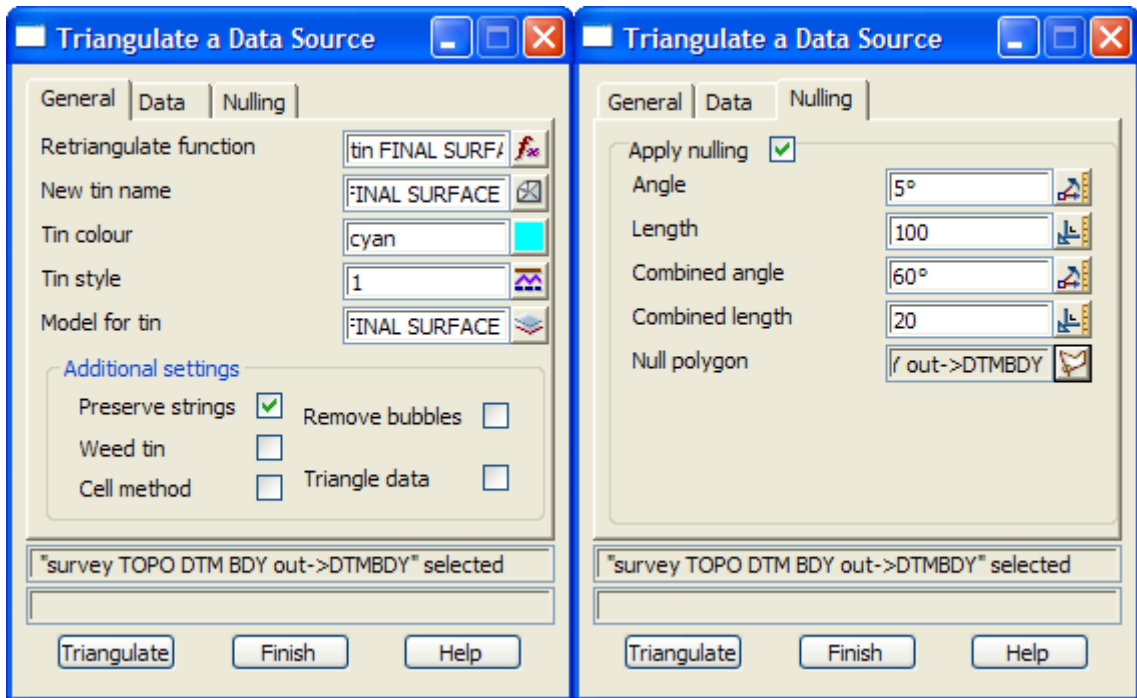 Triangulate a Data Source
General Data Nulling
Retriangulate function tin FINAL SURF
New tin name FINAL SURFACE
Tin colour cyan
Tin style 1
Model for tin FINAL SURFACE
Additional settings
Preserve strings Remove bubbles
Weed tin
Cell method Triangle data
"survey TOPO DTM BDY out->DTMBDY" selected
Triangulate Finish Help
Triangulate a Data Source
General Data Nulling
Apply nulling
Angle 5°
Length 100
Combined angle 60°
Combined length 20
Null polygon out->DTMBDY
"survey TOPO DTM BDY out->DTMBDY" selected
Triangulate Finish Help